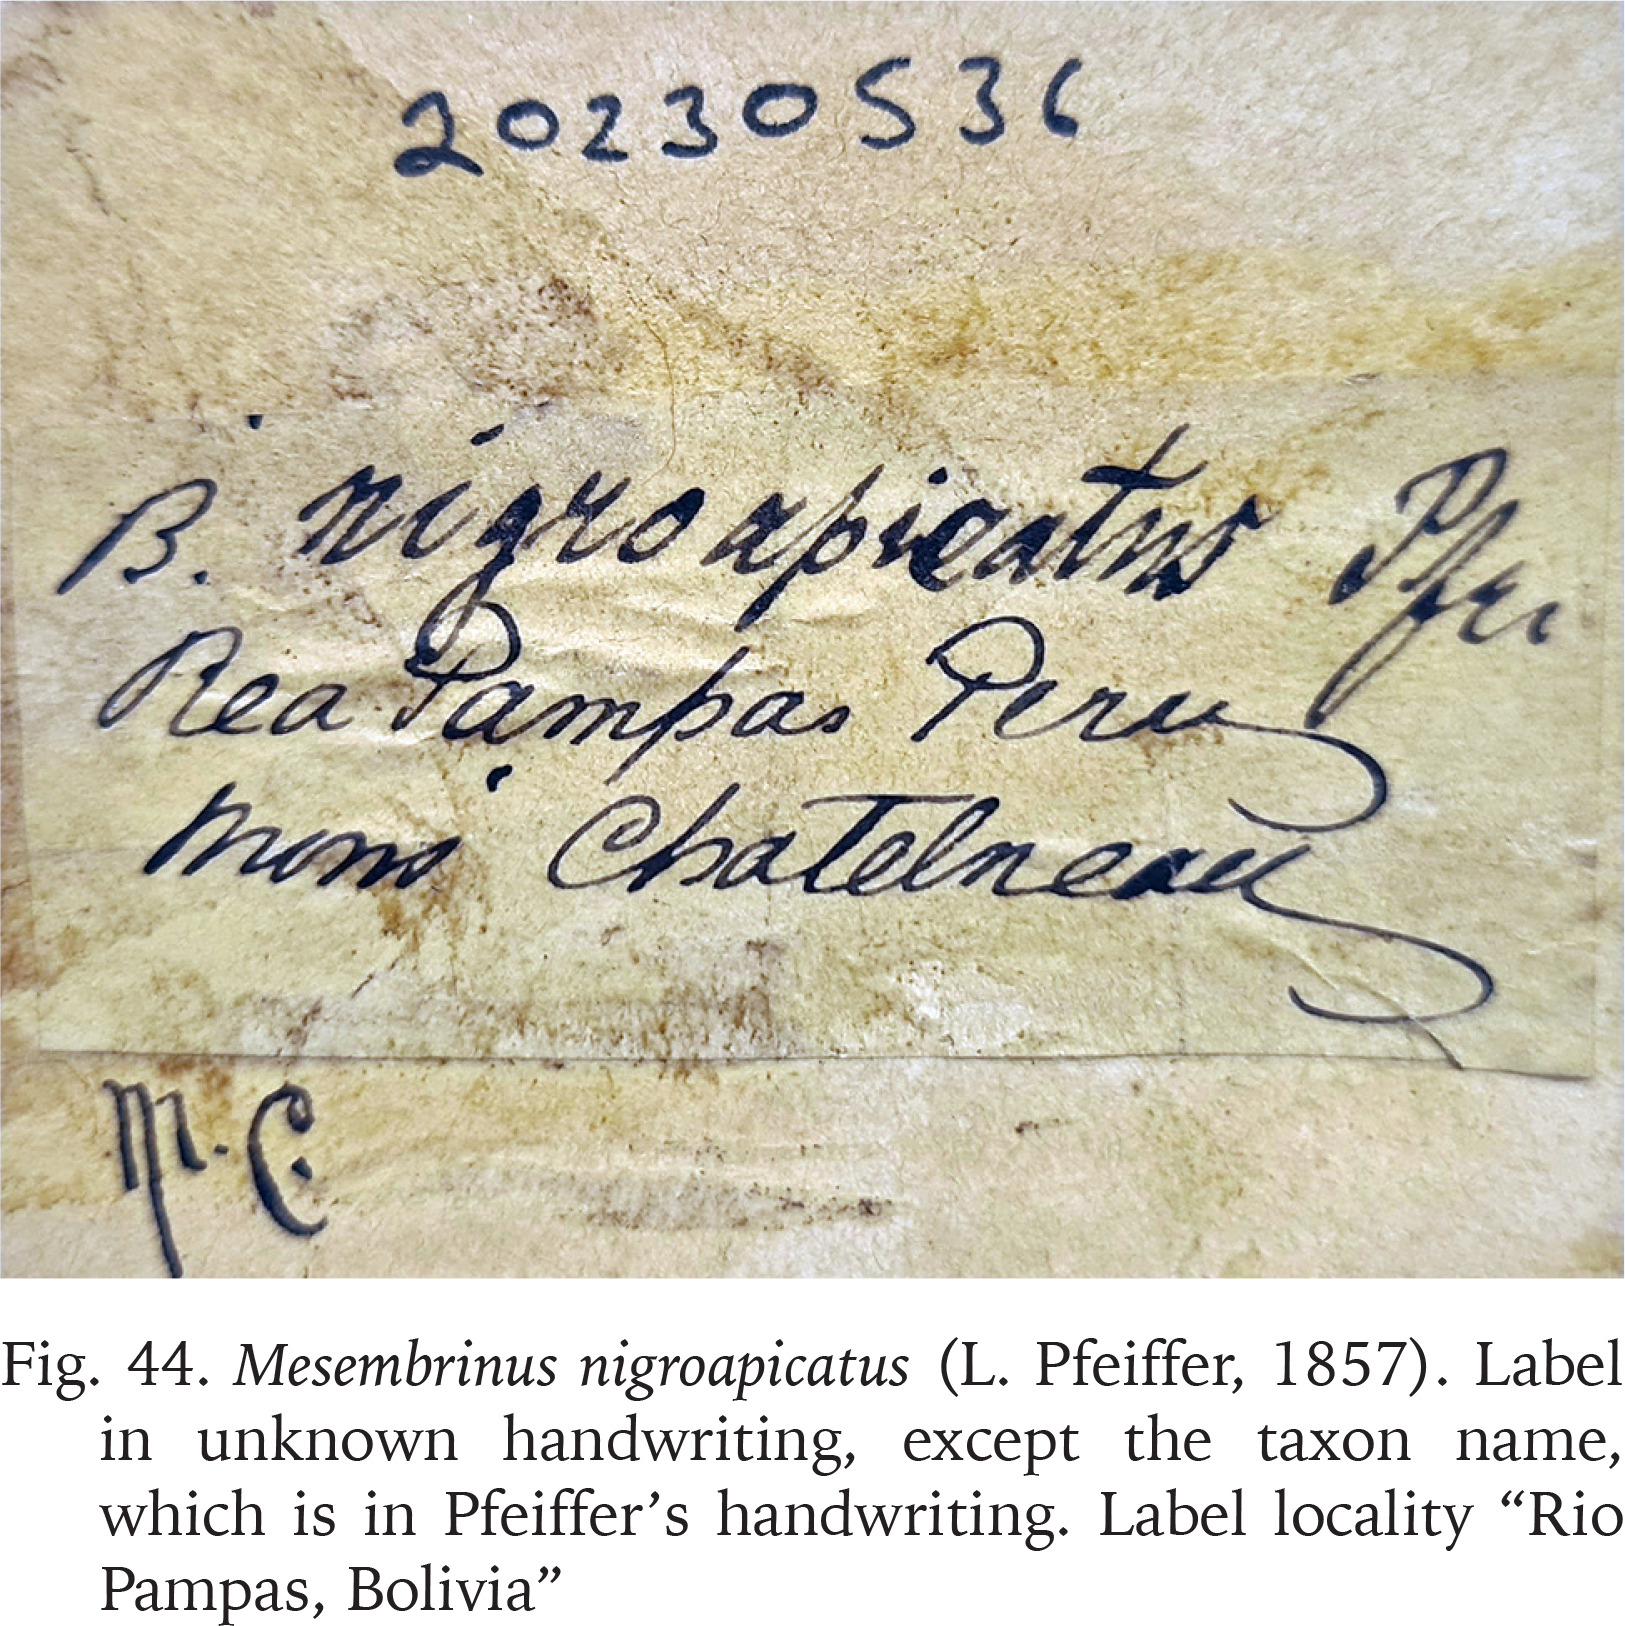 20230536
B. nigroapicatus Pfei
Rea Pampas Peru
Mons Chatelneau
M. C.
Fig. 44. Mesembrinus nigroapicatus (L. Pfeiffer, 1857). Label
in unknown handwriting, except the taxon name,
which is in Pfeiffer’s handwriting. Label locality “Rio
Pampas, Bolivia”